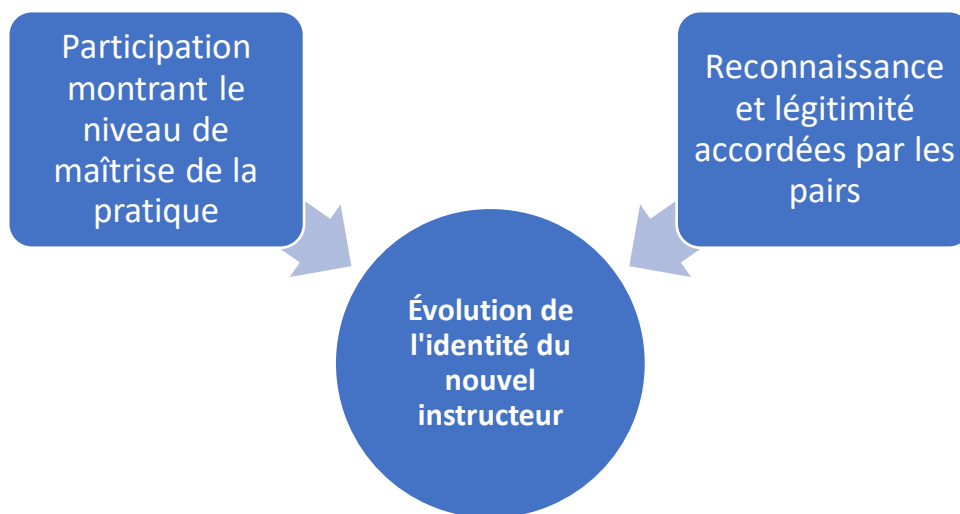 Participation
montrant le
niveau de
maîtrise de la
pratique
Reconnaissance
et légitimité
accordées par les
pairs
Évolution de
l'identité du
nouvel
instructeur